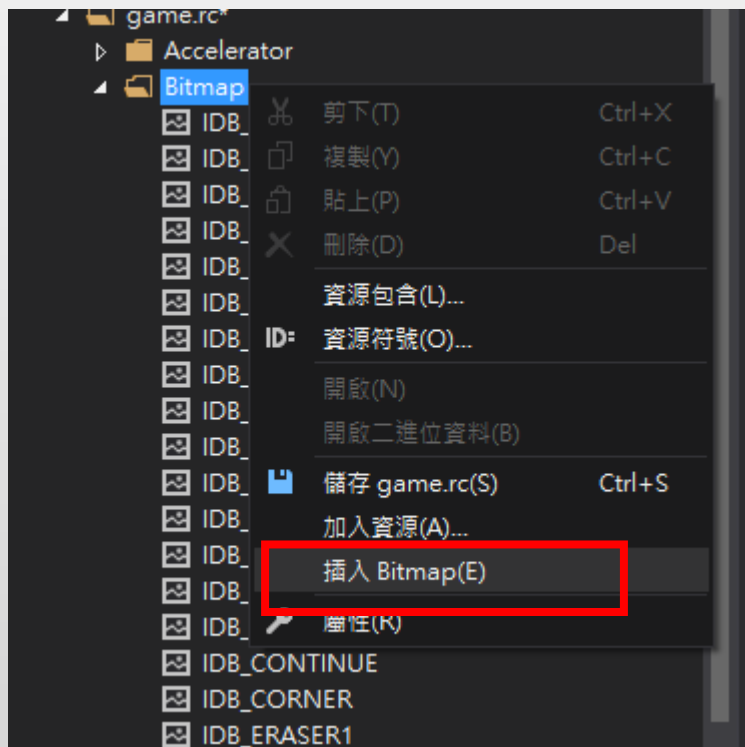 game.rc*
Accelerator
Bitmap
IDB_ 剪下(T) Ctrl+X
IDB_ 複製(Y) Ctrl+C
IDB_ 貼上(P) Ctrl+V
IDB_ 刪除(D) Del
IDB_
IDB_ 資源包含(L)...
IDB_ ID= 資源符號(O)...
IDB_ 開啟(N)
IDB_ 開啟二進位資料(B)
IDB_
IDB_ 儲存 game.rc(S) Ctrl+S
IDB_ 加入資源(A)...
IDB_ 插入 Bitmap(E)
IDB_
IDB_ 屬性(R)
IDB_CONTINUE
IDB_CORNER
IDB_ERASER1